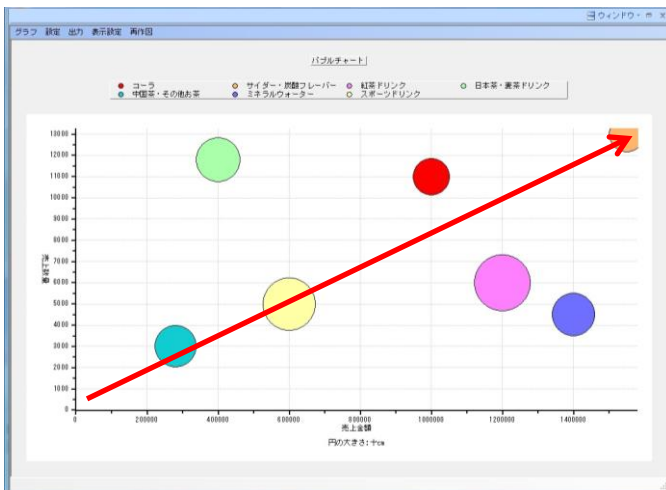 ウィンドウ
グラフ 設定 出力 表示設定 再作図
バブルチャート
コーラ サイダー・炭酸フレーバー 紅茶ドリンク 日本茶・麦茶ドリンク
中国茶・その他お茶 ミネラルウォーター スポーツドリンク
13000
12000
11000
10000
9000
8000
7000
6000
5000
4000
3000
2000
1000
0
売上数量
0 200000 400000 600000 800000 1000000 1200000 1400000
売上金額